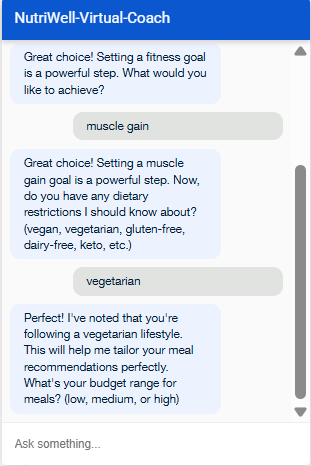 NutriWell-Virtual-Coach
Great choice! Setting a fitness goal
is a powerful step. What would you
like to achieve?
muscle gain
Great choice! Setting a muscle
gain goal is a powerful step. Now,
do you have any dietary
restrictions I should know about?
(vegan, vegetarian, gluten-free,
dairy-free, keto, etc.)
vegetarian
Perfect! I've noted that you're
following a vegetarian lifestyle.
This will help me tailor your meal
recommendations perfectly.
What's your budget range for
meals? (low, medium, or high)
Ask something...